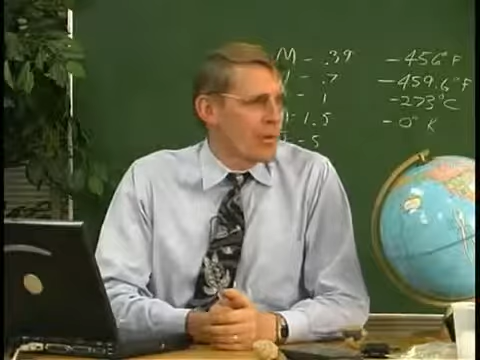 M - .39
- .7
- 1
- 1.5
- 5
- 456° F
- 459.6° F
- 273° C
- 0° K